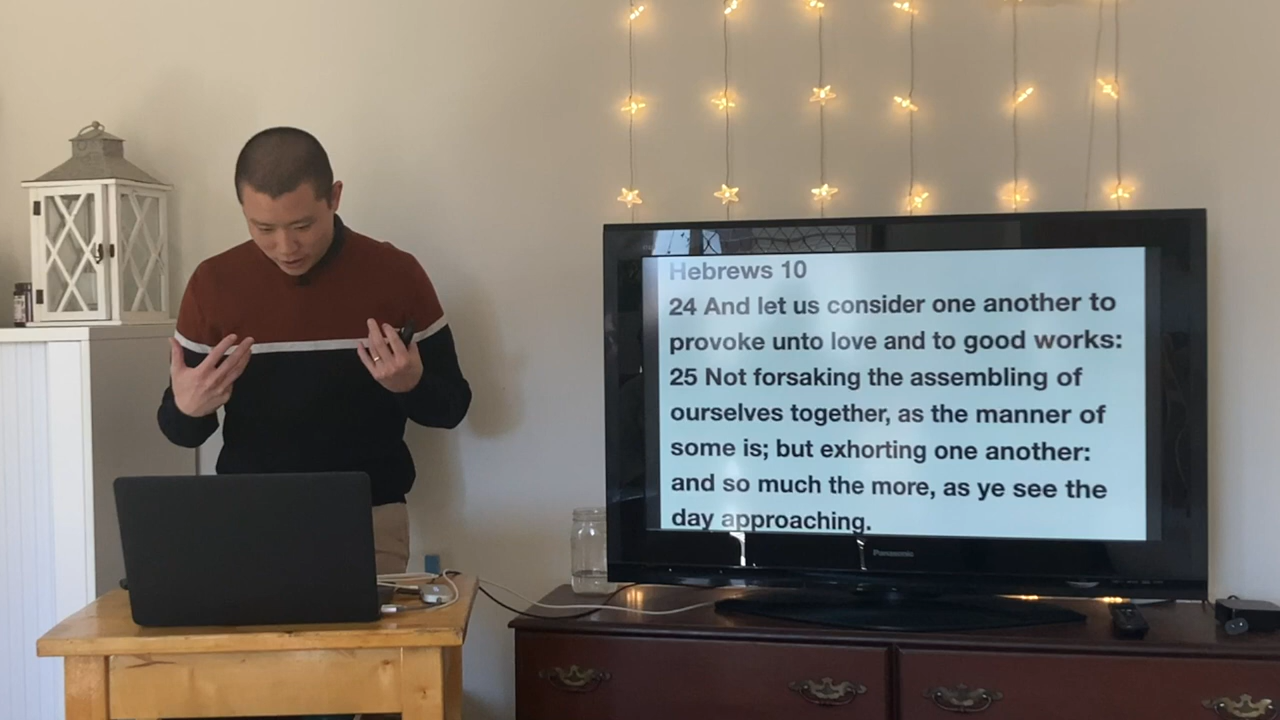 Hebrews 10
24 And let us consider one another to
provoke unto love and to good works:
25 Not forsaking the assembling of
ourselves together, as the manner of
some is; but exhorting one another:
and so much the more, as ye see the
day approaching.
Panasonic